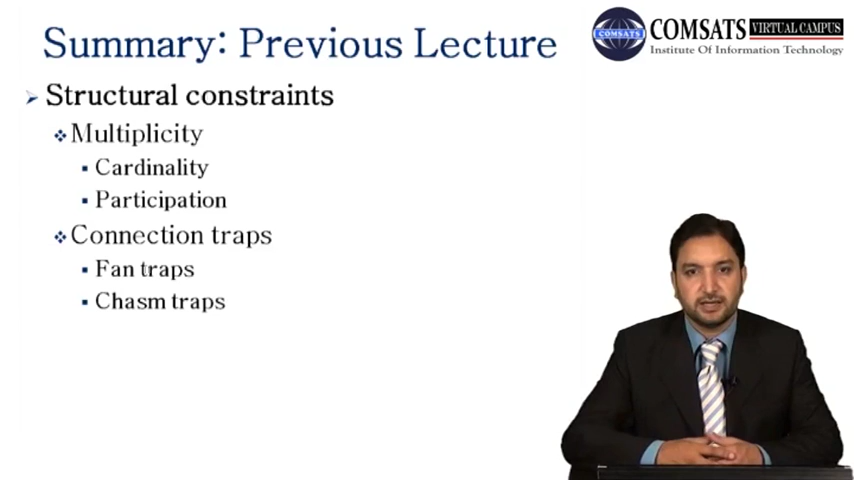 Summary: Previous Lecture
COMSATS
COMSATS VIRTUAL CAMPUS
Institute Of Information Technology
Structural constraints
Multiplicity
Cardinality
Participation
Connection traps
Fan traps
Chasm traps